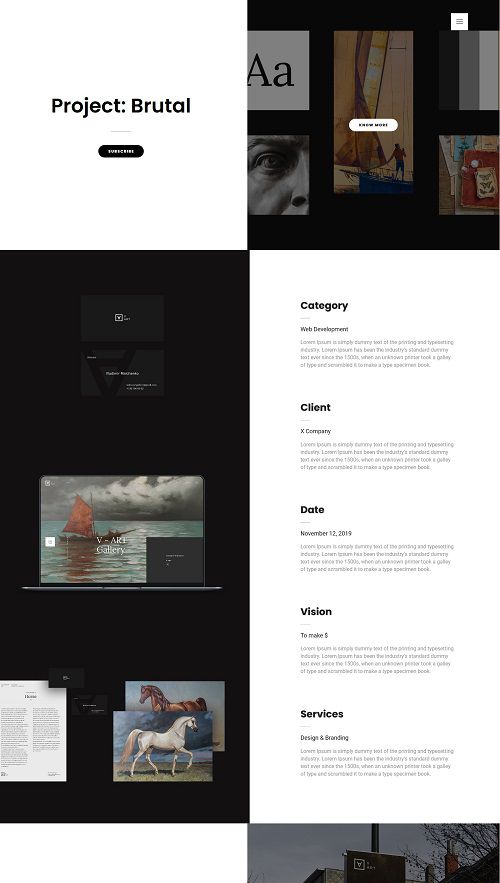 Project: Brutal
SUBSCRIBE
Aa
KNOW MORE
V
ART
Vladimir Matchenko
V - ART
Gallery
Home
Category
Web Development
Lorem Ipsum is simply dummy text of the printing and typesetting
industry. Lorem Ipsum has been the industry's standard dummy
text ever since the 1500s, when an unknown printer took a galley
of type and scrambled it to make a type specimen book.
Client
X Company
Lorem Ipsum is simply dummy text of the printing and typesetting
industry. Lorem Ipsum has been the industry's standard dummy
text ever since the 1500s, when an unknown printer took a galley
of type and scrambled it to make a type specimen book.
Date
November 12, 2019
Lorem Ipsum is simply dummy text of the printing and typesetting
industry. Lorem Ipsum has been the industry's standard dummy
text ever since the 1500s, when an unknown printer took a galley
of type and scrambled it to make a type specimen book.
Vision
To make $
Lorem Ipsum is simply dummy text of the printing and typesetting
industry. Lorem Ipsum has been the industry's standard dummy
text ever since the 1500s, when an unknown printer took a galley
of type and scrambled it to make a type specimen book.
Services
Design & Branding
Lorem Ipsum is simply dummy text of the printing and typesetting
industry. Lorem Ipsum has been the industry's standard dummy
text ever since the 1500s, when an unknown printer took a galley
of type and scrambled it to make a type specimen book.
V
ART